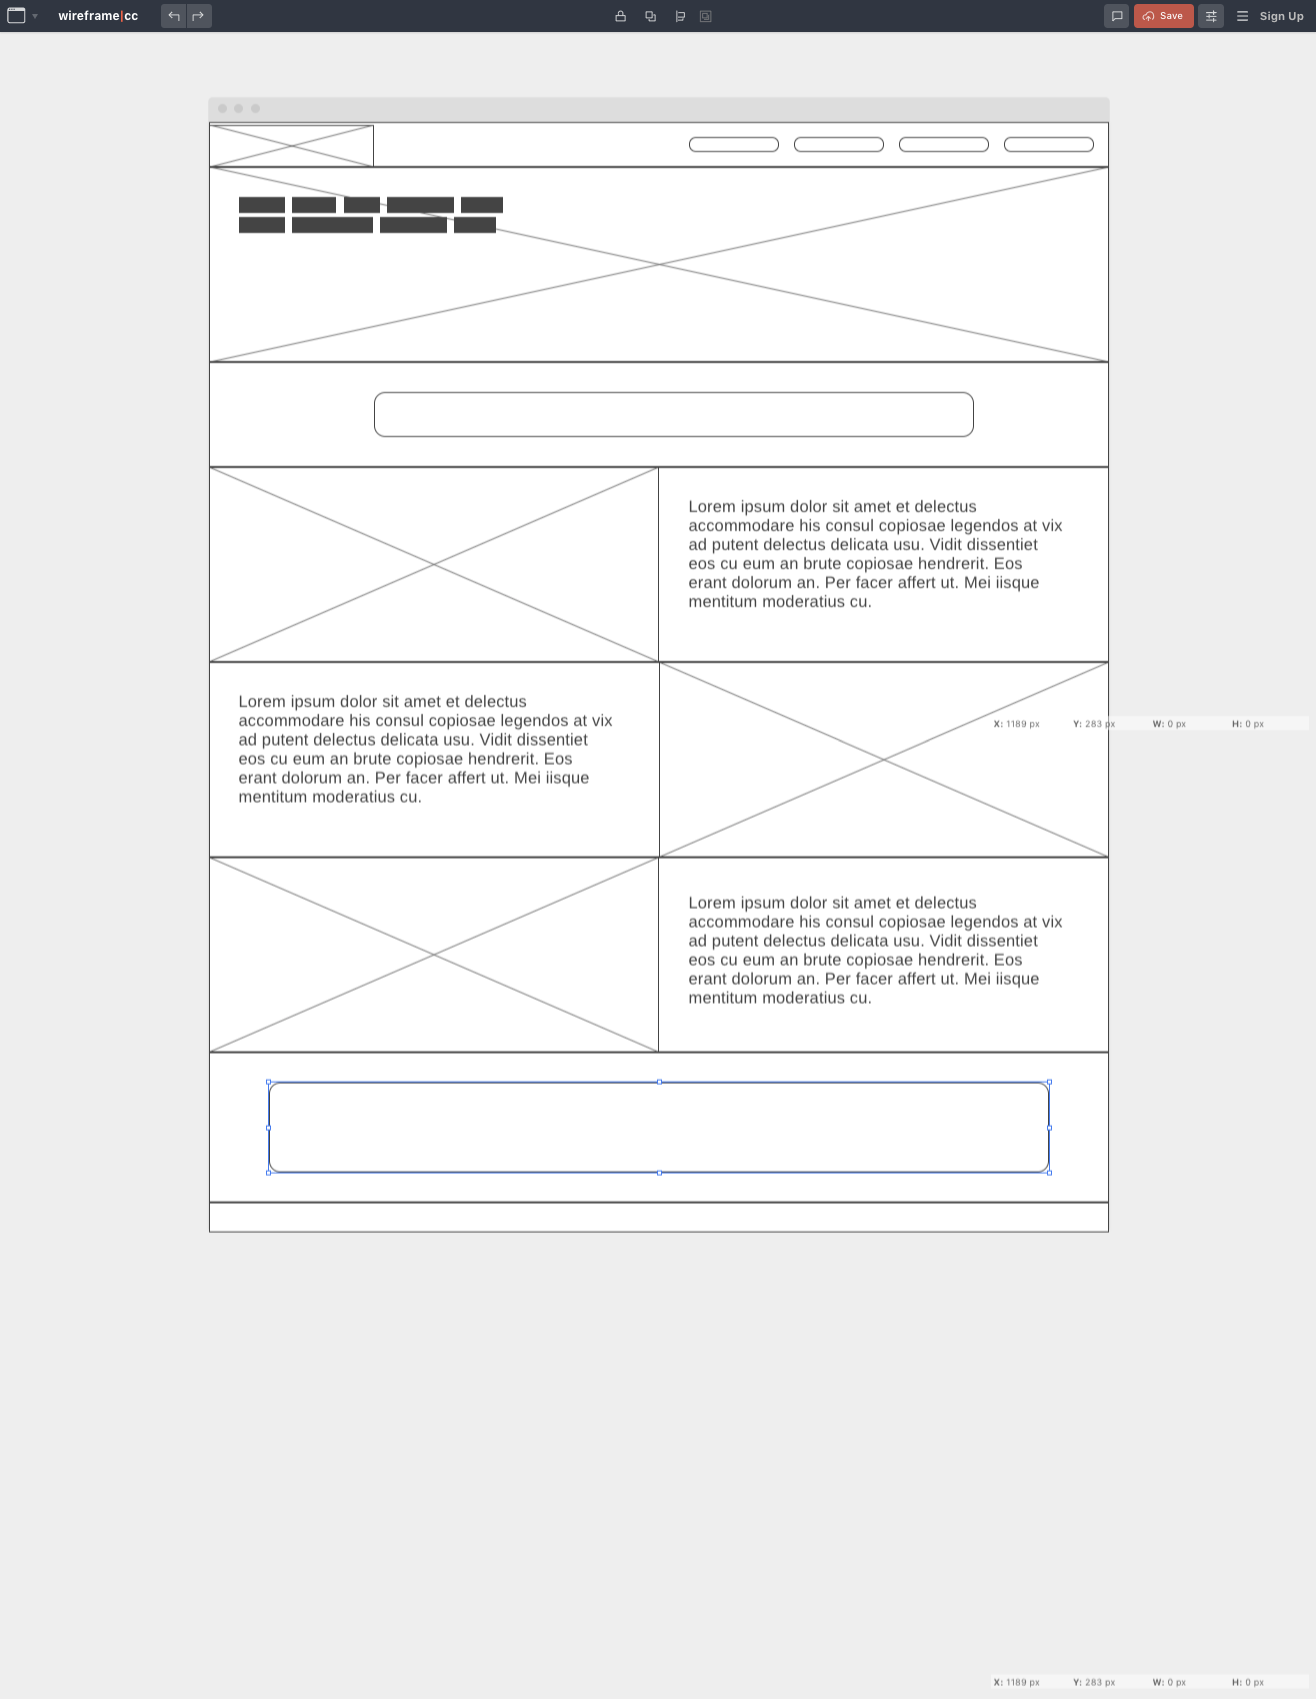 wireframe|cc
Save
Sign Up
Lorem ipsum dolor sit amet et delectus
accommodare his consul copiosae legendos at vix
ad putent delectus delicata usu. Vidit dissentiet
eos cu eum an brute copiosae hendrerit. Eos
erant dolorum an. Per facer affert ut. Mei iisque
mentitum moderatius cu.
Lorem ipsum dolor sit amet et delectus
accommodare his consul copiosae legendos at vix
ad putent delectus delicata usu. Vidit dissentiet
eos cu eum an brute copiosae hendrerit. Eos
erant dolorum an. Per facer affert ut. Mei iisque
mentitum moderatius cu.
X: 1189 px Y: 283 px W: 0 px H: 0 px
Lorem ipsum dolor sit amet et delectus
accommodare his consul copiosae legendos at vix
ad putent delectus delicata usu. Vidit dissentiet
eos cu eum an brute copiosae hendrerit. Eos
erant dolorum an. Per facer affert ut. Mei iisque
mentitum moderatius cu.
X: 1189 px Y: 283 px W: 0 px H: 0 px